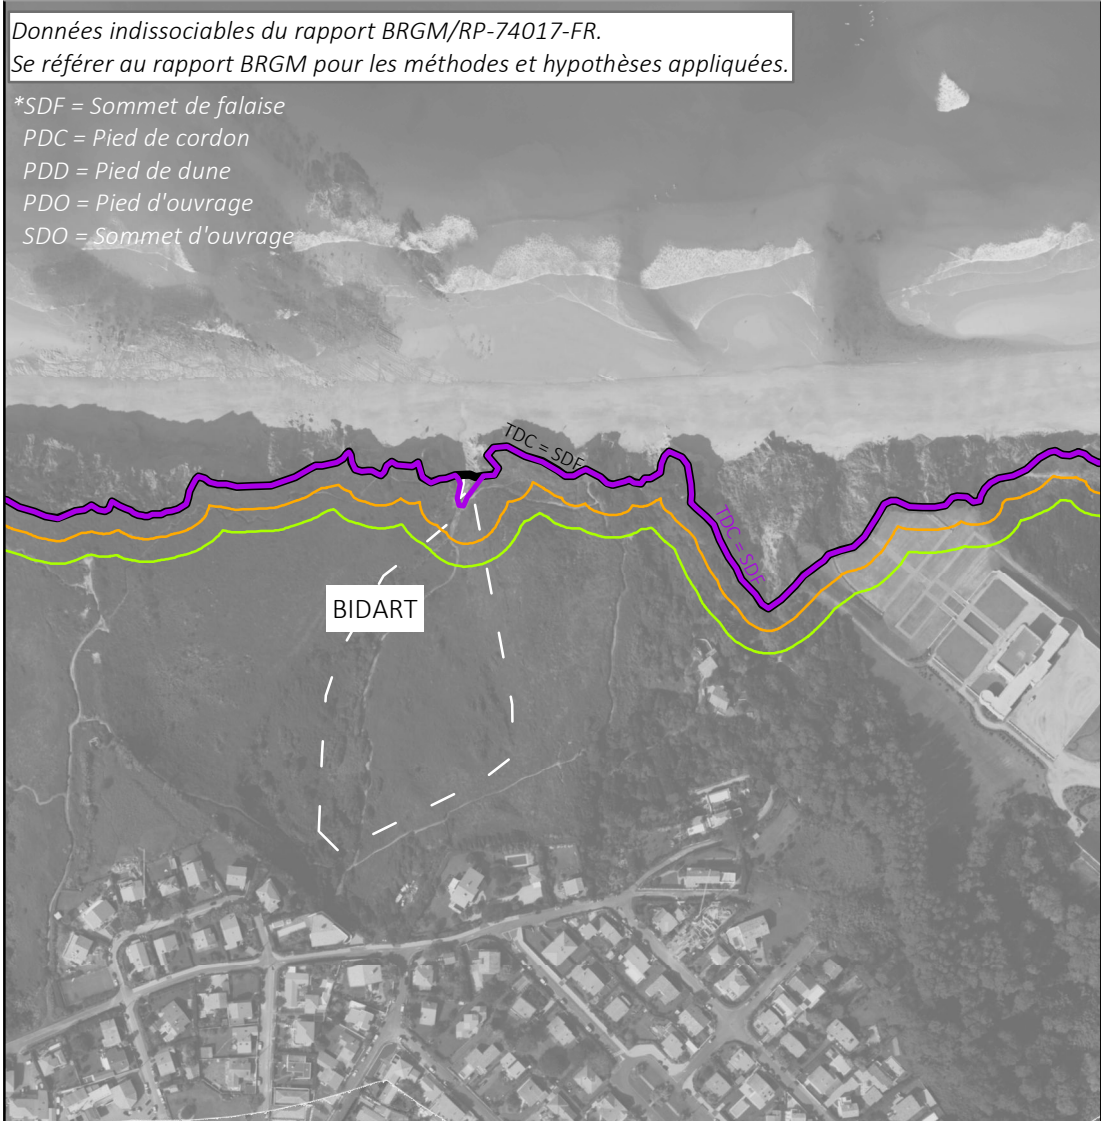 Données indissociables du rapport BRGM/RP-74017-FR.
Se référer au rapport BRGM pour les méthodes et hypothèses appliquées.
*SDF = Sommet de falaise
PDC = Pied de cordon
PDD = Pied de dune
PDO = Pied d'ouvrage
SDO = Sommet d'ouvrage
TDC = SDF
TDC = SDF
BIDART